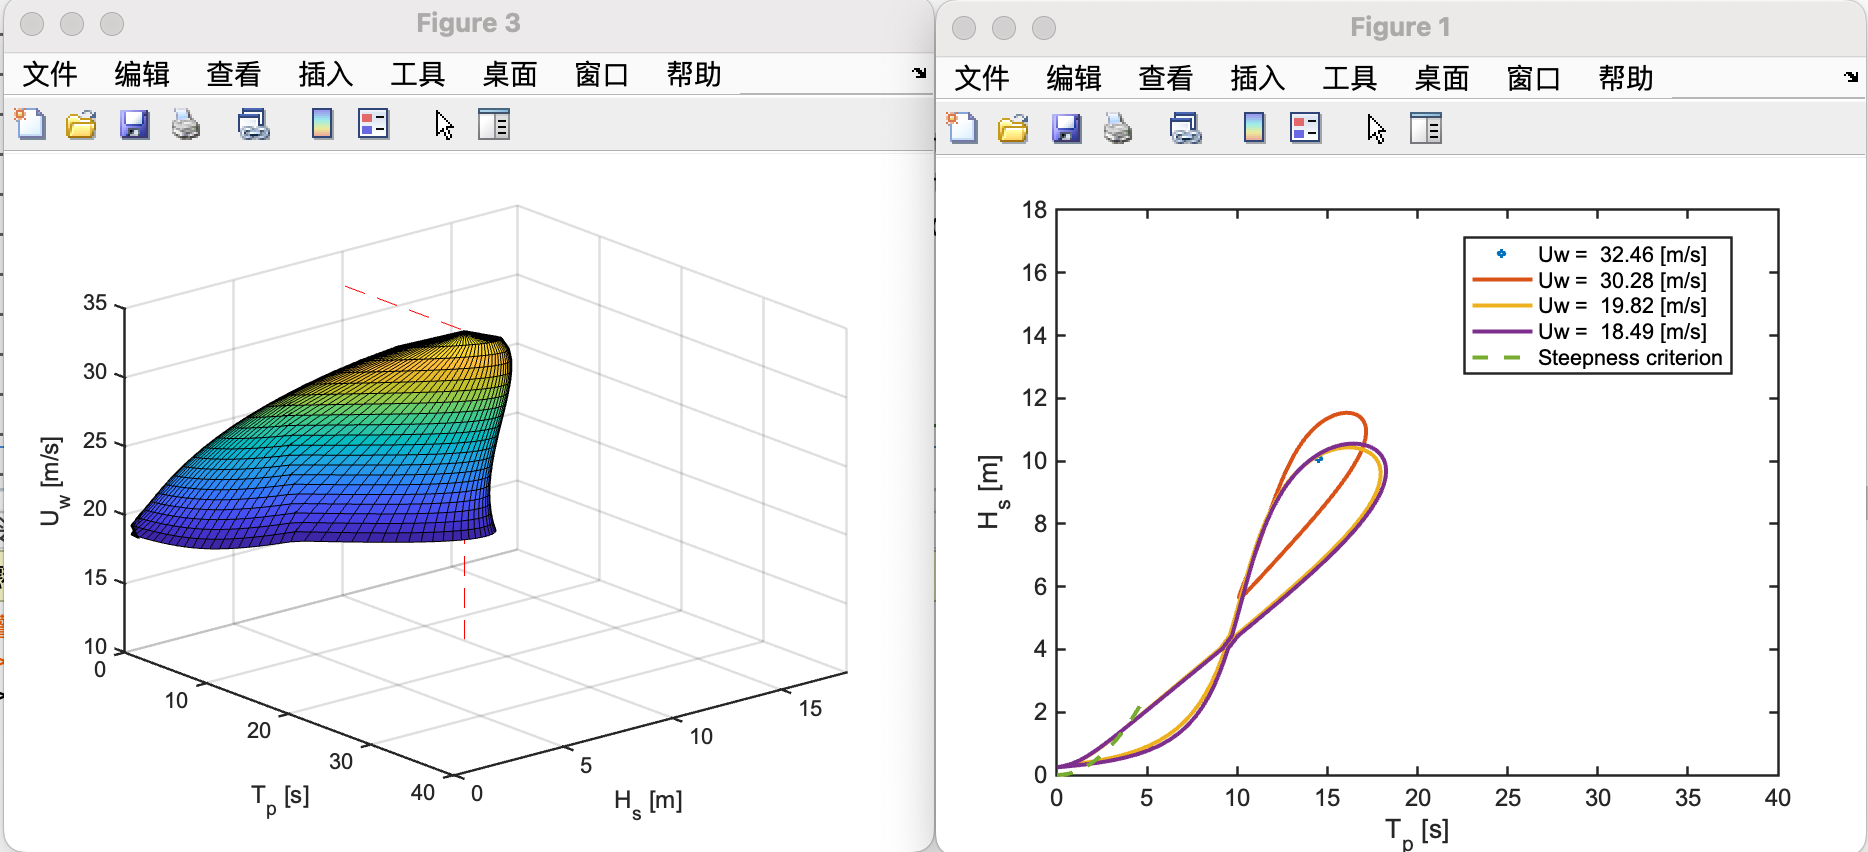 Figure 3
文件 编辑 查看 插入 工具 桌面 窗口 帮助
35
30
25
20
15
10
U_w [m/s]
0
10
20
30
40
T_p [s]
0
5
10
15
H_s [m]
Figure 1
文件 编辑 查看 插入 工具 桌面 窗口 帮助
18
16
14
12
10
8
6
4
2
0
H_s [m]
Uw = 32.46 [m/s]
Uw = 30.28 [m/s]
Uw = 19.82 [m/s]
Uw = 18.49 [m/s]
Steepness criterion
0 5 10 15 20 25 30 35 40
T_p [s]